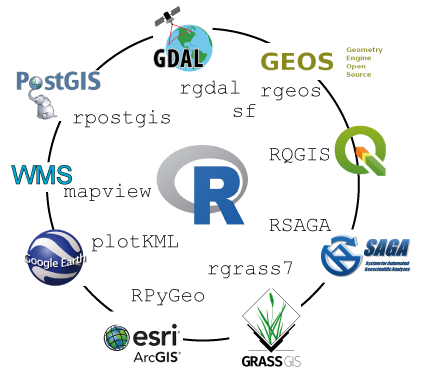 GDAL
GEOS
Geometry
Engine
Open
Source
PostGIS
rgdal
rgeos
sf
rpostgis
RQGIS
WMS
mapview
R
RSAGA
plotKML
SAGA
System for Automated
Geoscientific Analyses
Google Earth
rgrass7
RPyGeo
esri
ArcGIS®
GRASS GIS